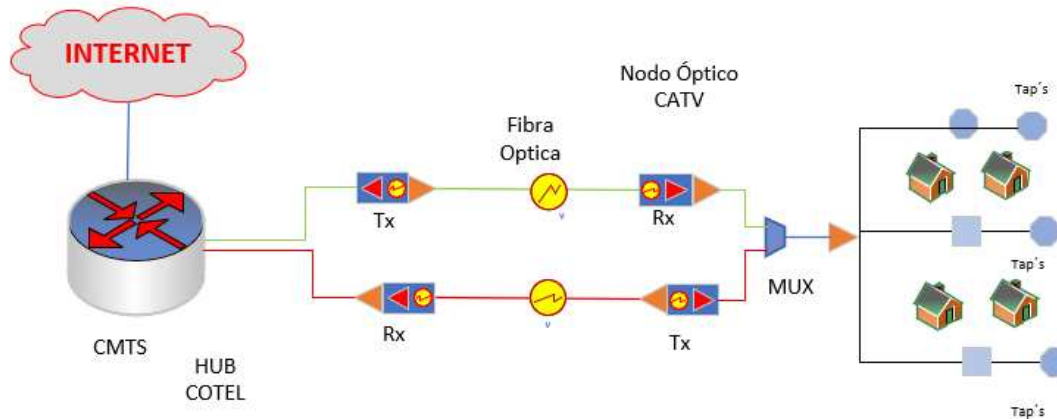 INTERNET
Nodo Óptico
CATV
Tap´s
Fibra
Optica
Tx
v
Rx
MUX
Tap´s
Rx
v
Tx
CMTS
HUB
COTEL
Tap´s